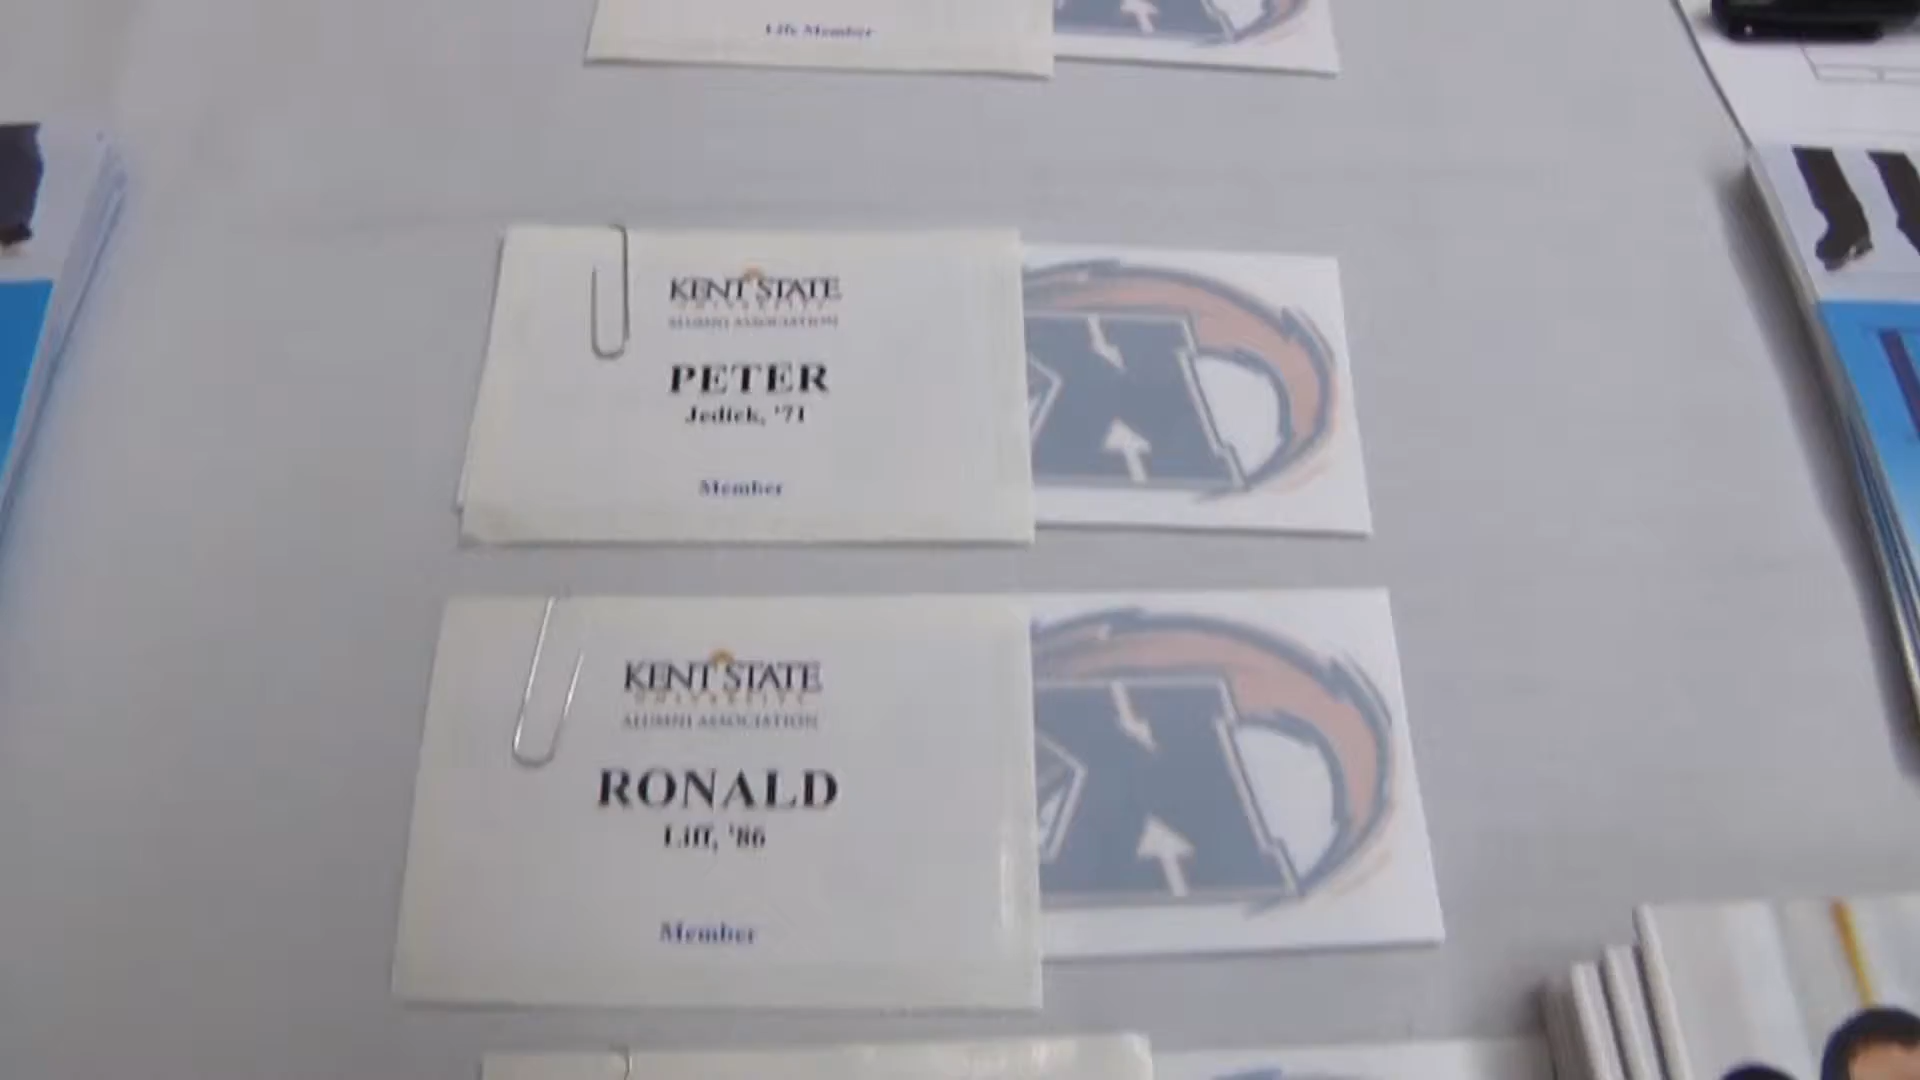 Life Member
KENT STATE
UNIVERSITY
ALUMNI ASSOCIATION
PETER
Jedick, '71
Member
KENT STATE
UNIVERSITY
ALUMNI ASSOCIATION
RONALD
Liff, '86
Member